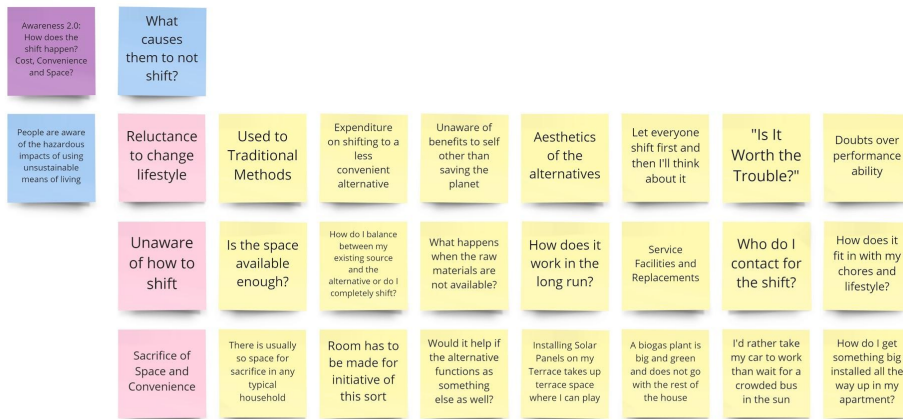 Awareness 2.0:
How does the
shift happen?
Cost, Convenience
and Space?
What
causes
them to not
shift?
People are aware
of the hazardous
impacts of using
unsustainable
means of living
Reluctance
to change
lifestyle
Used to
Traditional
Methods
Expenditure
on shifting to a
less
convenient
alternative
Unaware of
benefits to self
other than
saving the
planet
Aesthetics
of the
alternatives
Let everyone
shift first and
then I'll think
about it
"Is It
Worth the
Trouble?"
Doubts over
performance
ability
Unaware
of how to
shift
Is the space
available
enough?
How do I balance
between my
existing source
and the
alternative or do I
completely shift?
What happens
when the raw
materials are
not available?
How does it
work in the
long run?
Service
Facilities and
Replacements
Who do I
contact for
the shift?
How does it
fit in with my
chores and
lifestyle?
Sacrifice of
Space and
Convenience
There is usually
so space for
sacrifice in any
typical
household
Room has to
be made for
initiative of
this sort
Would it help if
the alternative
functions as
something
else as well?
Installing Solar
Panels on my
Terrace takes up
terrace space
where I can play
A biogas plant is
big and green
and does not go
with the rest of
the house
I'd rather take
my car to work
than wait for a
crowded bus
in the sun
How do I get
something big
installed all the
way up in my
apartment?